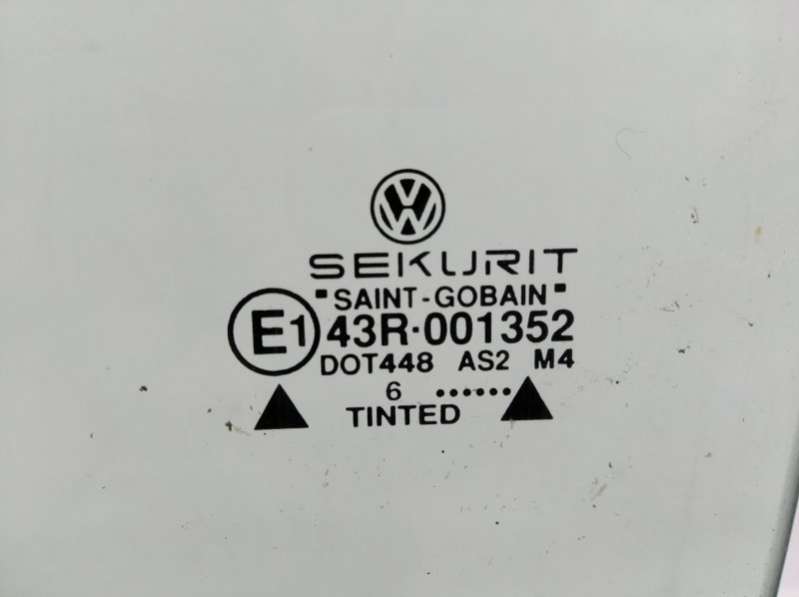 VW
SEKURIT
"SAINT-GOBAIN"
E1 43R·001352
DOT448 AS2 M4
6 ......
TINTED